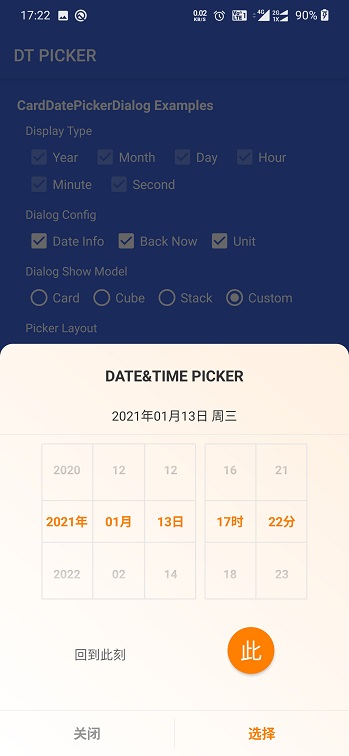 17:22 0.02 KB/S 4G 2G 1X 90%
DT PICKER
CardDatePickerDialog Examples
Display Type
Year Month Day Hour
Minute Second
Dialog Config
Date Info Back Now Unit
Dialog Show Model
Card Cube Stack Custom
Picker Layout
DATE&TIME PICKER
2021年01月13日 周三
2020 12 12 16 21
2021年 01月 13日 17时 22分
2022 02 14 18 23
回到此刻 此
关闭 选择